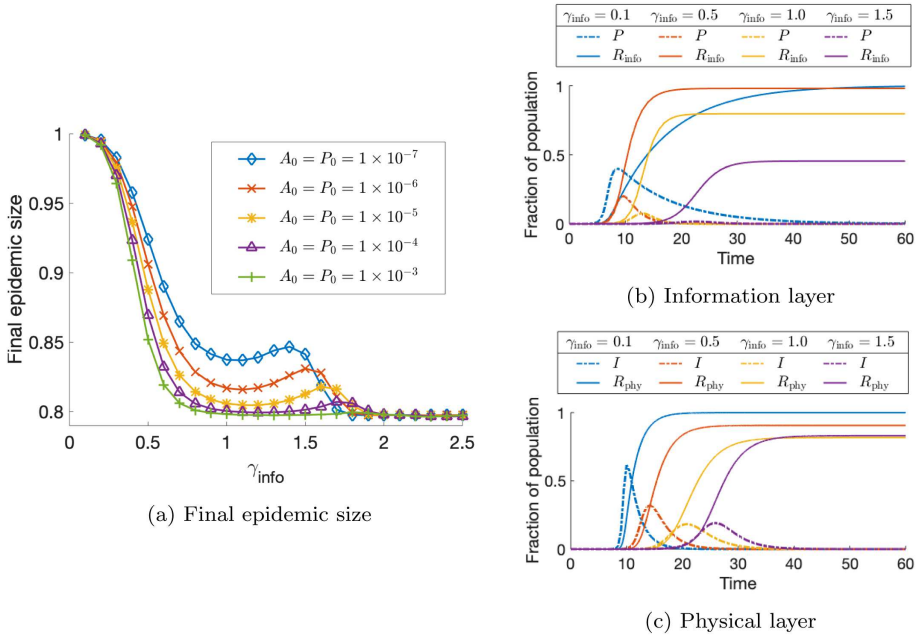 1
0.95
0.9
0.85
0.8
Final epidemic size
0 0.5 1 1.5 2 2.5
γinfo
A0 = P0 = 1 × 10−7
A0 = P0 = 1 × 10−6
A0 = P0 = 1 × 10−5
A0 = P0 = 1 × 10−4
A0 = P0 = 1 × 10−3
(a) Final epidemic size
γinfo = 0.1 γinfo = 0.5 γinfo = 1.0 γinfo = 1.5
P P P P
Rinfo Rinfo Rinfo Rinfo
1
0.5
0
Fraction of population
0 10 20 30 40 50 60
Time
(b) Information layer
γinfo = 0.1 γinfo = 0.5 γinfo = 1.0 γinfo = 1.5
I I I I
Rphy Rphy Rphy Rphy
1
0.5
0
Fraction of population
0 10 20 30 40 50 60
Time
(c) Physical layer